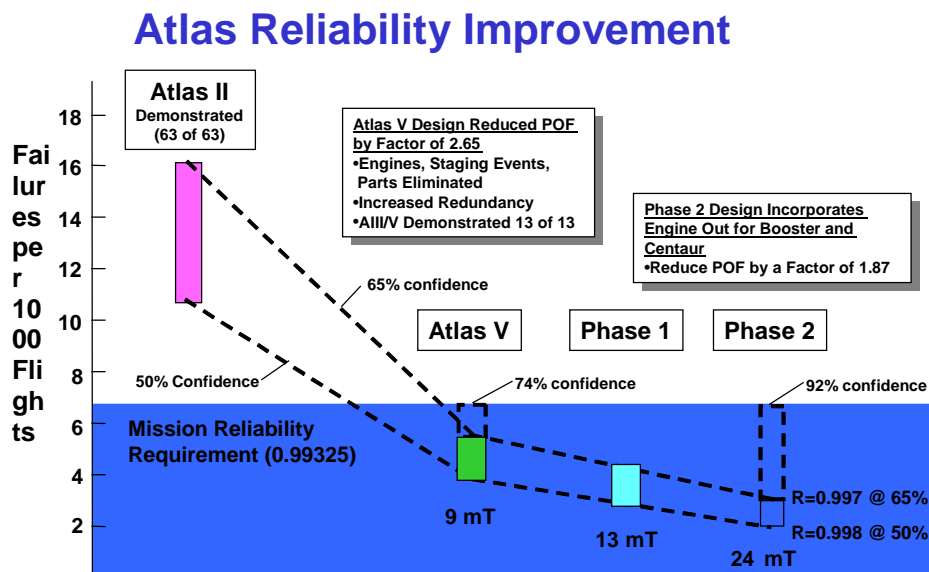 Atlas Reliability Improvement
Atlas II
Demonstrated
(63 of 63)
Atlas V Design Reduced POF
by Factor of 2.65
•Engines, Staging Events,
Parts Eliminated
•Increased Redundancy
•AIII/V Demonstrated 13 of 13
Phase 2 Design Incorporates
Engine Out for Booster and
Centaur
•Reduce POF by a Factor of 1.87
Fai
lur
es
pe
r
10
00
Fli
gh
ts
18
16
14
12
10
8
6
4
2
65% confidence
50% Confidence
Atlas V
Phase 1
Phase 2
74% confidence
92% confidence
Mission Reliability
Requirement (0.99325)
R=0.997 @ 65%
R=0.998 @ 50%
9 mT
13 mT
24 mT